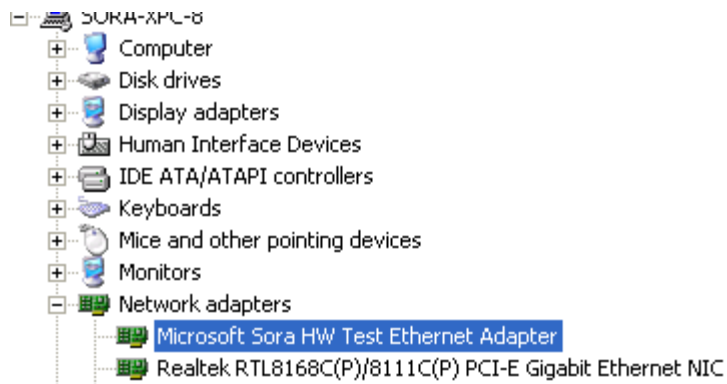 SORA-XPC-8
Computer
Disk drives
Display adapters
Human Interface Devices
IDE ATA/ATAPI controllers
Keyboards
Mice and other pointing devices
Monitors
Network adapters
Microsoft Sora HW Test Ethernet Adapter
Realtek RTL8168C(P)/8111C(P) PCI-E Gigabit Ethernet NIC